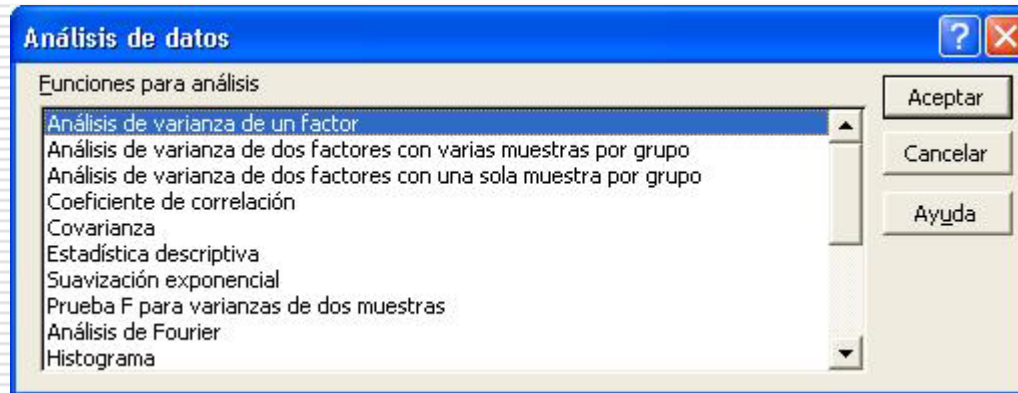 Análisis de datos
Funciones para análisis
Análisis de varianza de un factor
Análisis de varianza de dos factores con varias muestras por grupo
Análisis de varianza de dos factores con una sola muestra por grupo
Coeficiente de correlación
Covarianza
Estadística descriptiva
Suavización exponencial
Prueba F para varianzas de dos muestras
Análisis de Fourier
Histograma
Aceptar
Cancelar
Ayuda